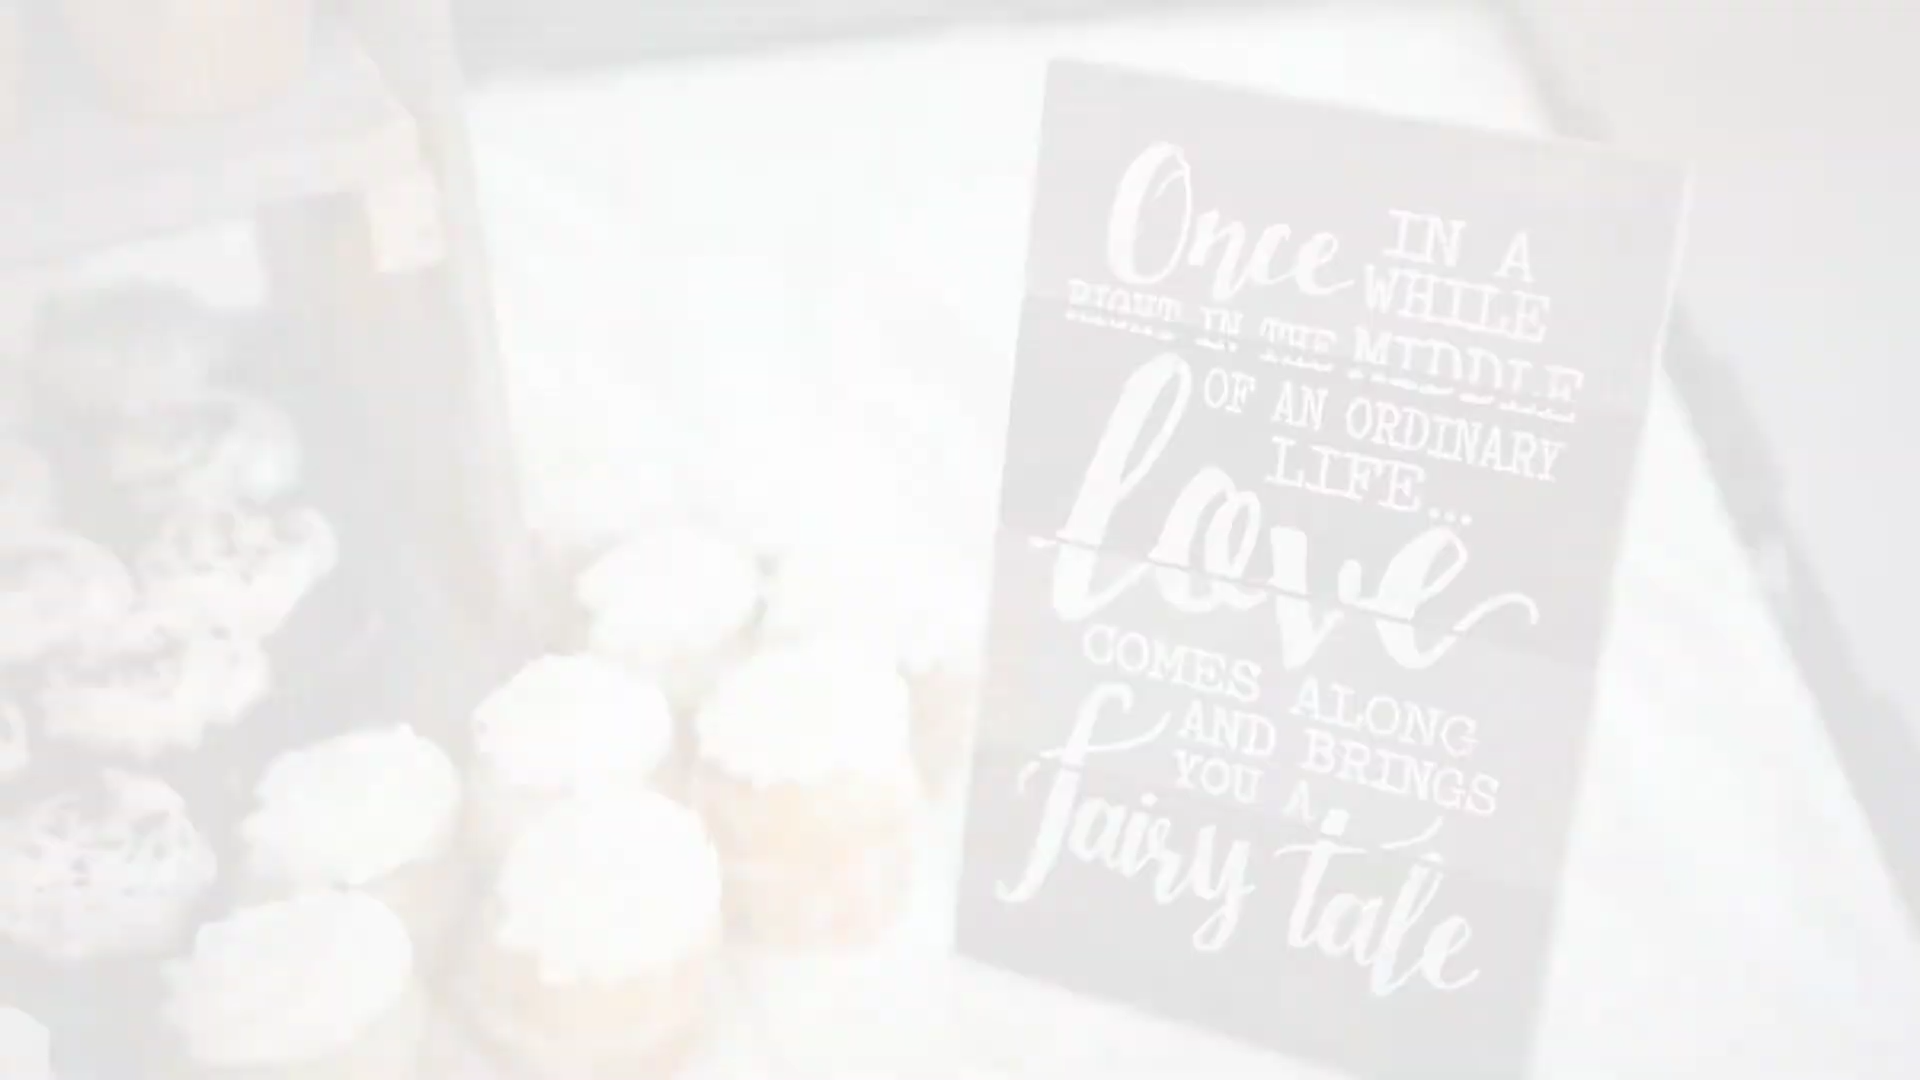 Once IN A
WHILE
RIGHT IN THE MIDDLE
OF AN ORDINARY
LIFE...
love
COMES ALONG
AND BRINGS
YOU A
fairy tale